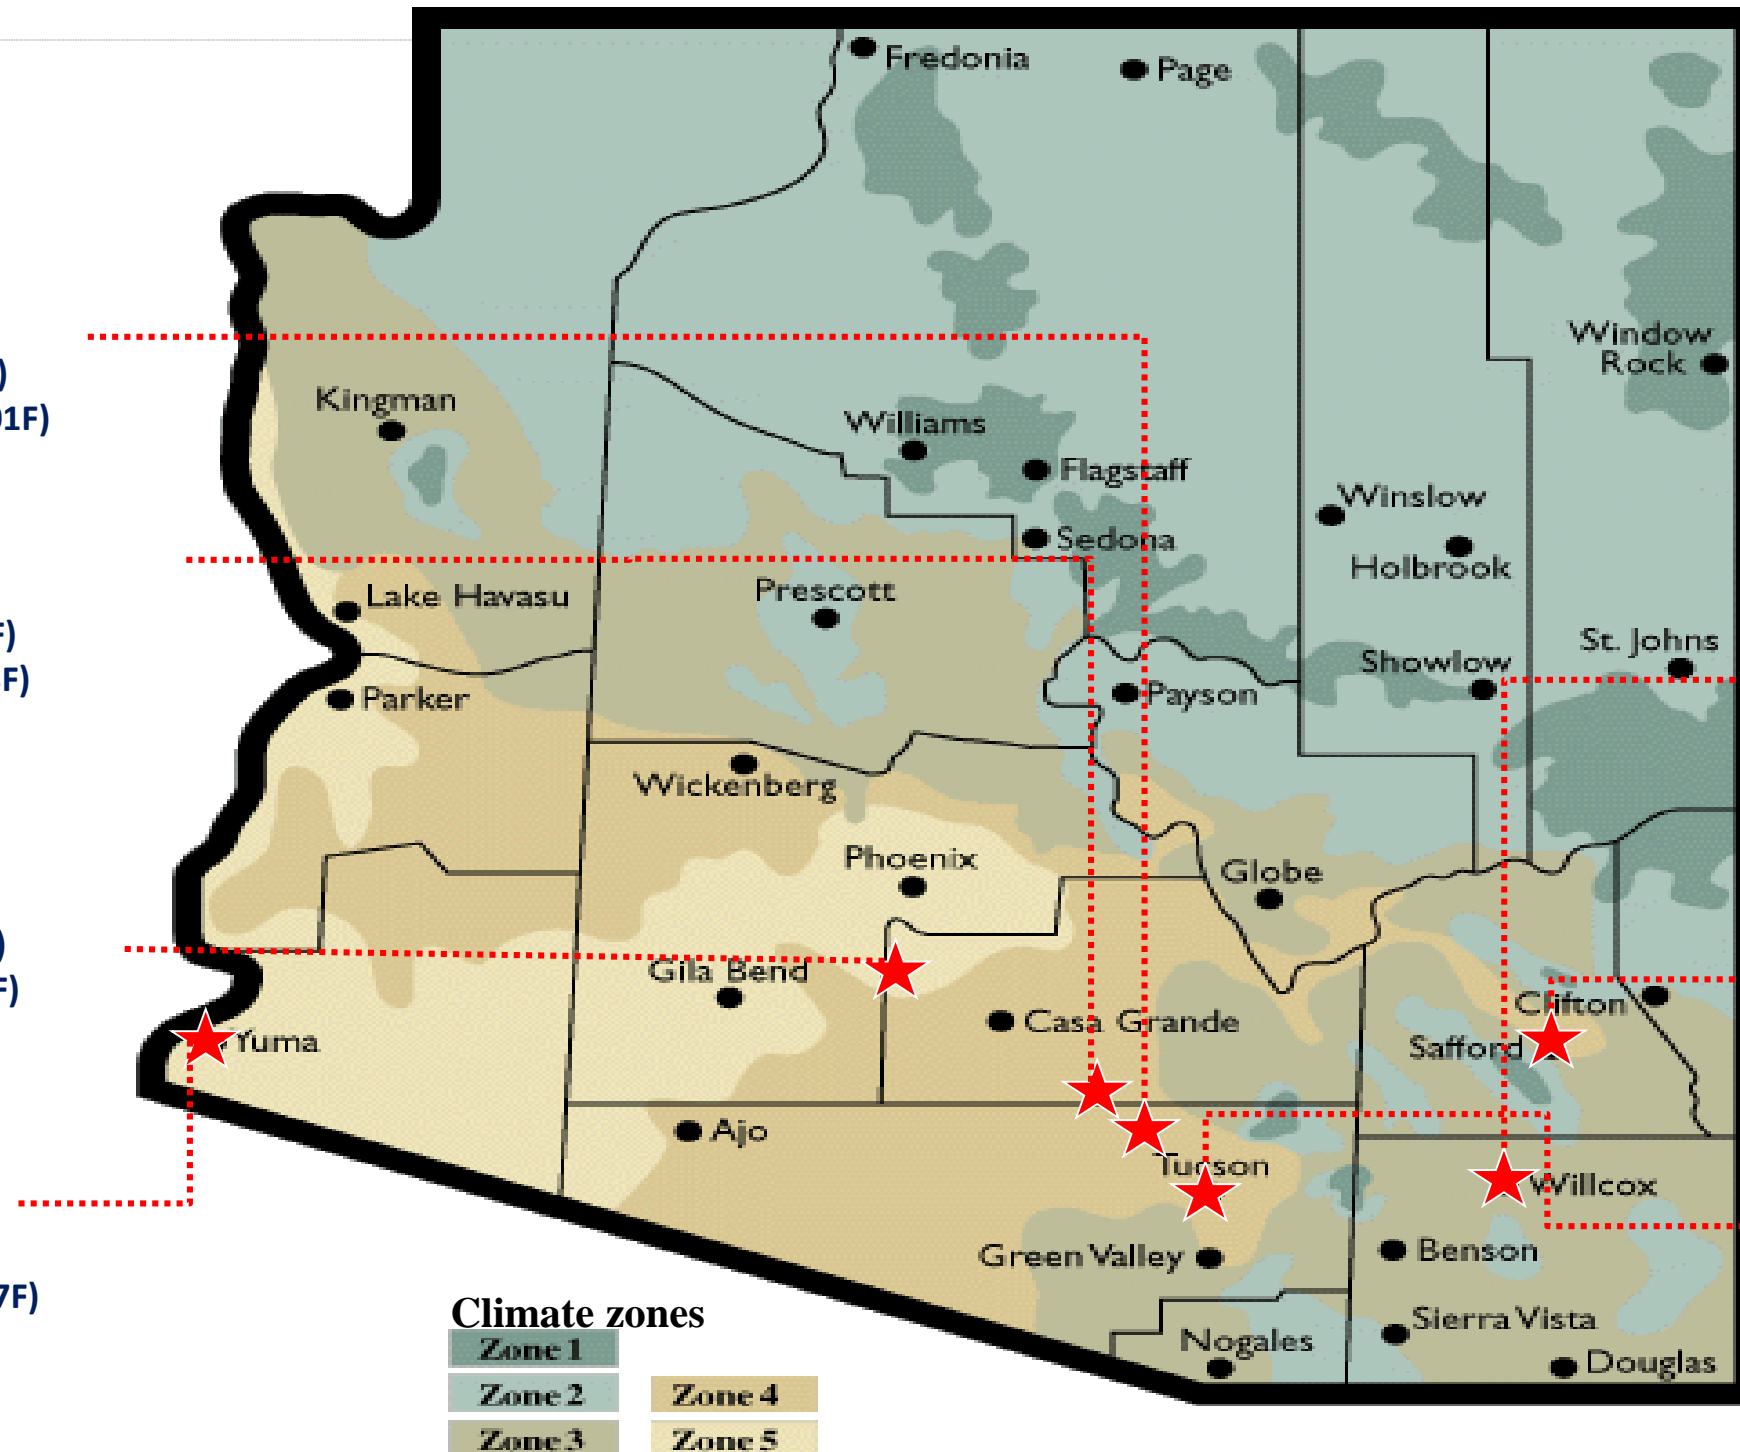 Fredonia
Page
)
01F)
Window
Rock
Kingman
Williams
Flagstaff
Winslow
Sedona
Holbrook
Lake Havasu
Prescott
F)
F)
St. Johns
Showlow
Parker
Payson
Wickenberg
Phoenix
Globe
)
F)
Gila Bend
Clifton
Casa Grande
Safford
Yuma
Ajo
Tucson
Willcox
Green Valley
Benson
7F)
Climate zones
Sierra Vista
Nogales
Douglas
Zone 1
Zone 2
Zone 4
Zone 3
Zone 5